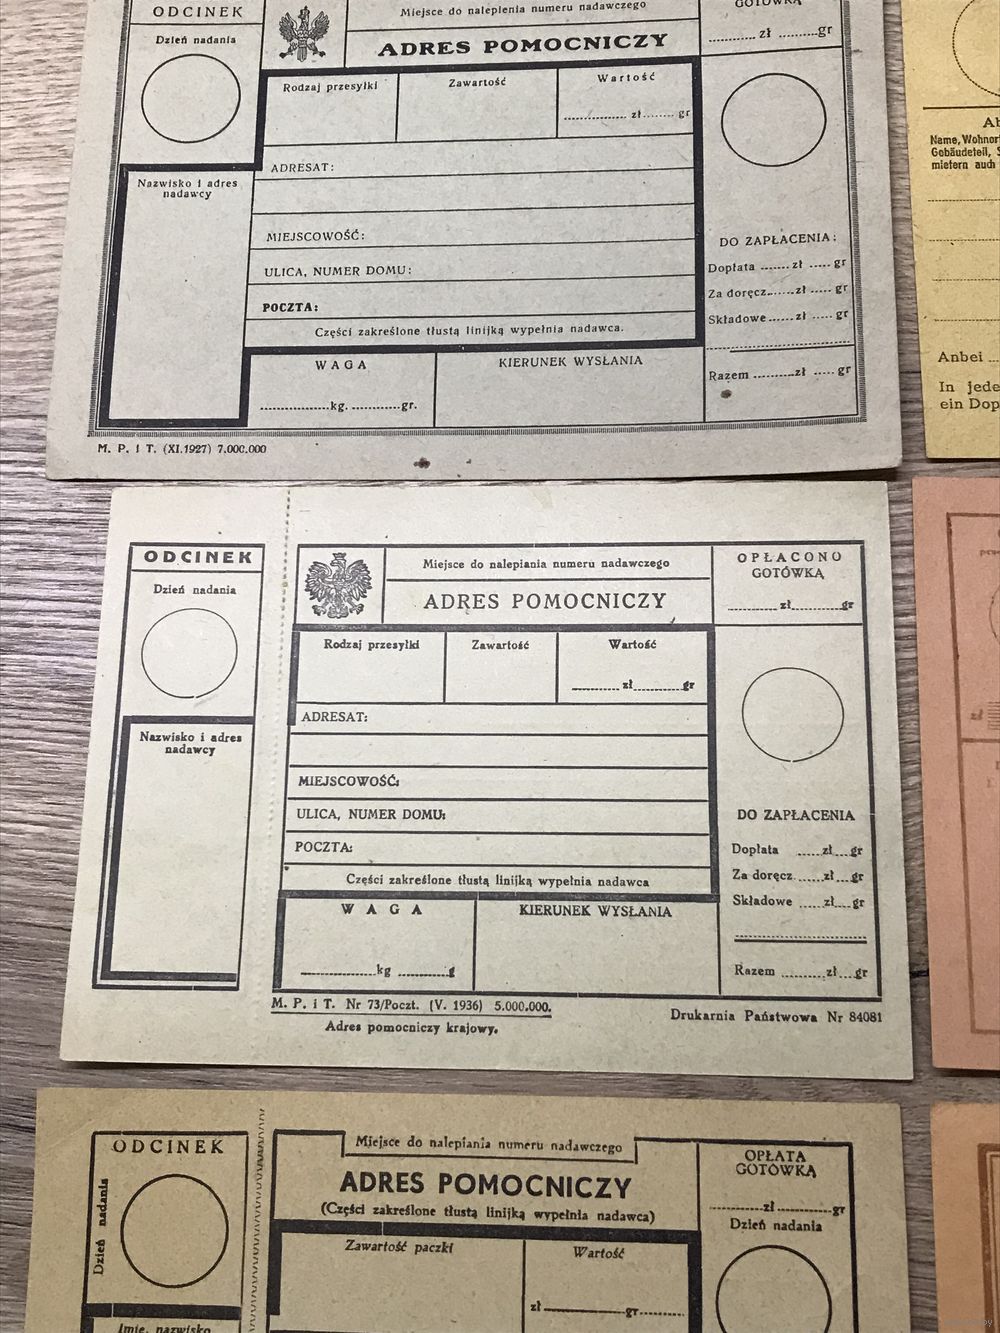 ODCINEK
Dzień nadania
Nazwisko i adres
nadawcy
Miejsce do nalepienia numeru nadawczego
ADRES POMOCNICZY
Rodzaj przesyłki
Zawartość
Wartość
zł gr
ADRESAT:
MIEJSCOWOŚĆ:
ULICA, NUMER DOMU:
POCZTA:
Części zakreślone tłustą linijką wypełnia nadawca.
WAGA
kg. gr.
KIERUNEK WYSŁANIA
GOTÓWKĄ
zł gr
DO ZAPŁACENIA:
Dopłata zł gr
Za doręcz. zł gr
Składowe zł gr
Razem zł gr
M. P. i T. (XI.1927) 7.000.000
Name, Wohnort
Gebäudeteil, S
mietern auch
Anbei
In jede
ein Dop
ODCINEK
Dzień nadania
Nazwisko i adres
nadawcy
Miejsce do nalepiania numeru nadawczego
ADRES POMOCNICZY
Rodzaj przesyłki
Zawartość
Wartość
zł gr
ADRESAT:
MIEJSCOWOŚĆ:
ULICA, NUMER DOMU:
POCZTA:
Części zakreślone tłustą linijką wypełnia nadawca
WAGA
kg g
KIERUNEK WYSŁANIA
OPŁACONO
GOTÓWKĄ
zł gr
DO ZAPŁACENIA
Dopłata zł gr
Za doręcz. zł gr
Składowe zł gr
Razem zł gr
M. P. i T. Nr 73/Poczt. (V. 1936) 5.000.000.
Adres pomocniczy krajowy.
Drukarnia Państwowa Nr 84081
ODCINEK
Dzień nadania
Imię, nazwisko
Miejsce do nalepiania numeru nadawczego
ADRES POMOCNICZY
(Części zakreślone tłustą linijką wypełnia nadawca)
Zawartość paczki
Wartość
zł gr
OPŁATA
GOTÓWKĄ
zł gr
Dzień nadania